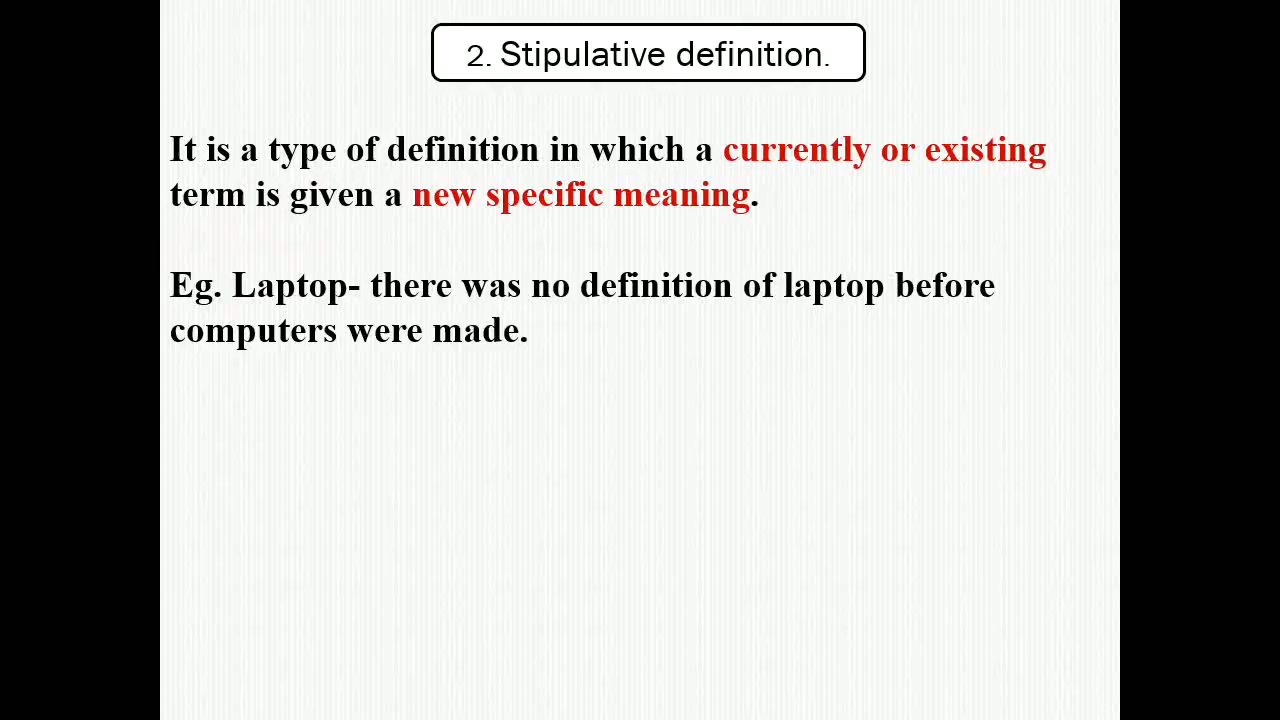 2. Stipulative definition.
It is a type of definition in which a currently or existing
term is given a new specific meaning.
Eg. Laptop- there was no definition of laptop before
computers were made.